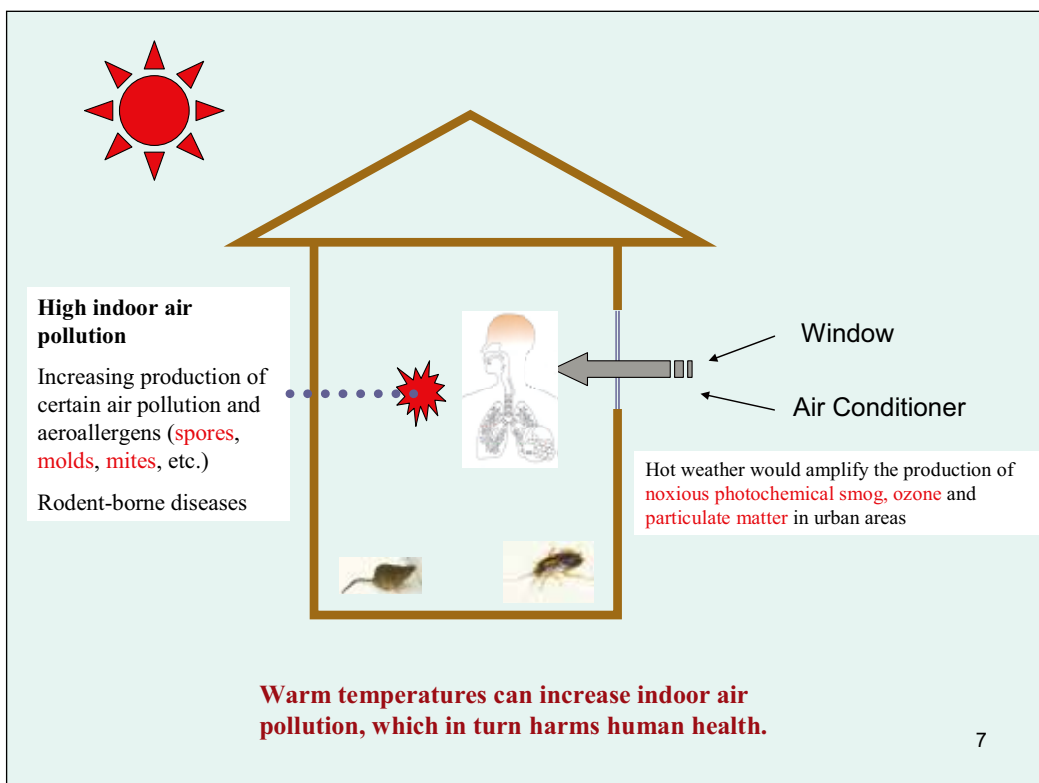 High indoor air
pollution
Increasing production of
certain air pollution and
aeroallergens (spores,
molds, mites, etc.)
Rodent-borne diseases
Window
Air Conditioner
Hot weather would amplify the production of
noxious photochemical smog, ozone and
particulate matter in urban areas
Warm temperatures can increase indoor air
pollution, which in turn harms human health.
7